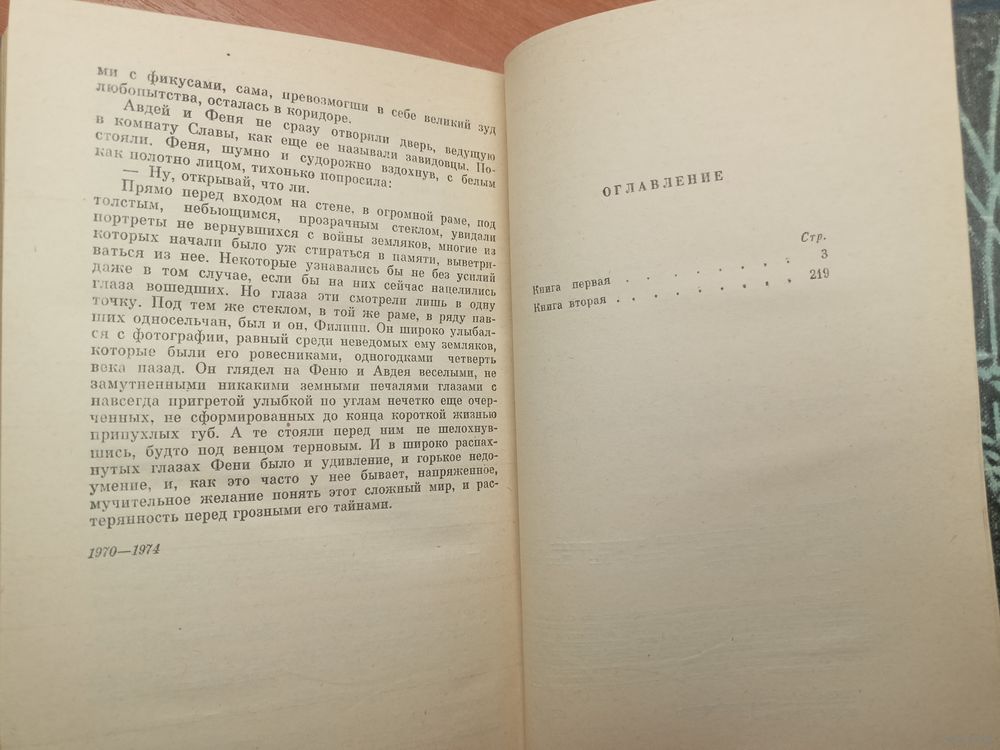 ми с фикусами, сама, превозмогши в себе великий зуд
любопытства, осталась в коридоре.
Авдей и Феня не сразу отворили дверь, ведущую
в комнату Славы, как еще ее называли завидовцы. По-
стояли. Феня, шумно и судорожно вздохнув, с белым
как полотно лицом, тихонько попросила:
— Ну, открывай, что ли.
Прямо перед входом на стене, в огромной раме, под
толстым, небьющимся, прозрачным стеклом, увидали
портреты не вернувшихся с войны земляков, многие из
которых начали было уж стираться в памяти, выветри-
ваться из нее. Некоторые узнавались бы не без усилий
даже в том случае, если бы на них сейчас нацелились
глаза вошедших. Но глаза эти смотрели лишь в одну
точку. Под тем же стеклом, в той же раме, в ряду пав-
ших односельчан, был и он, Филипп. Он широко улыбал-
ся с фотографии, равный среди неведомых ему земляков,
которые были его ровесниками, одногодками четверть
века назад. Он глядел на Феню и Авдея веселыми, не
замутненными никакими земными печалями глазами с
навсегда пригретой улыбкой по углам нечетко еще очер-
ченных, не сформированных до конца короткой жизнью
припухлых губ. А те стояли перед ним не шелохнув-
шись, будто под венцом терновым. И в широко распах-
нутых глазах Фени было и удивление, и горькое недо-
умение, и, как это часто у нее бывает, напряженное,
мучительное желание понять этот сложный мир, и рас-
терянность перед грозными его тайнами.
1970—1974
ОГЛАВЛЕНИЕ
Стр.
Книга первая . . . . . . . . 3
Книга вторая . . . . . . . . . 219